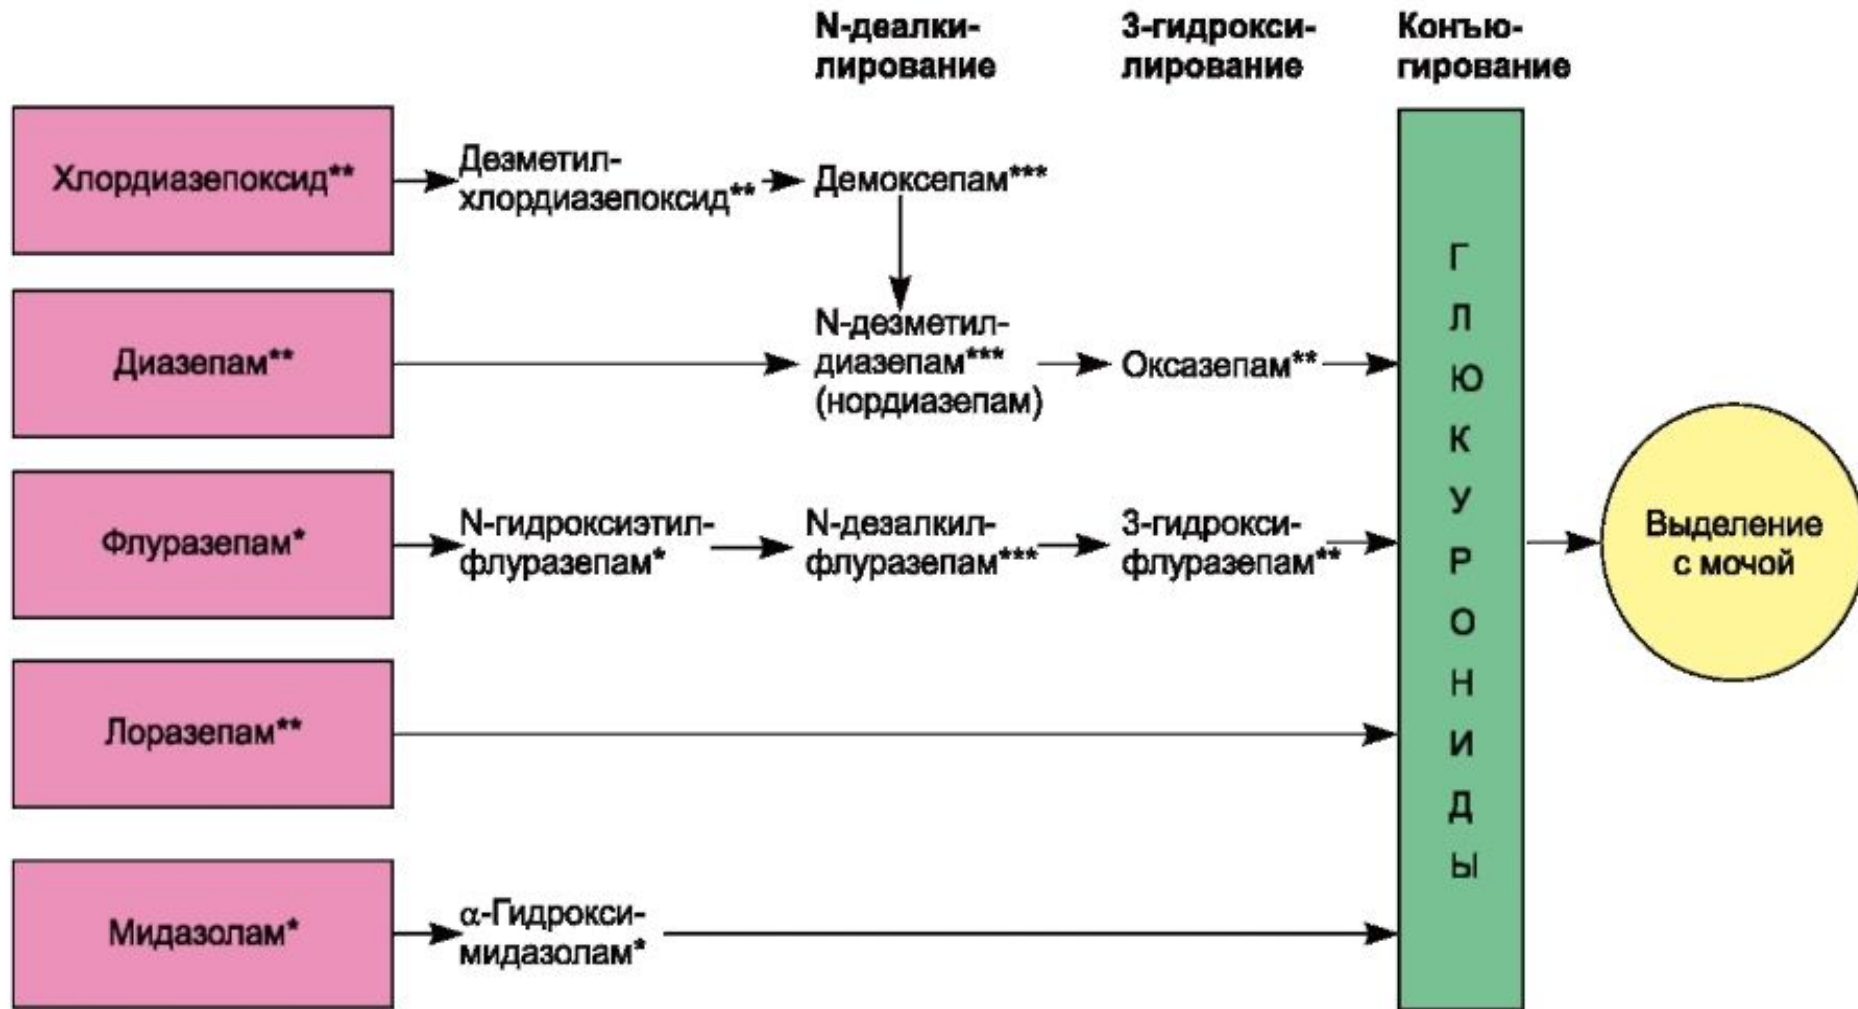 N-деалки-
лирование
3-гидрокси-
лирование
Конъю-
гирование
Хлордиазепоксид**
Дезметил-
хлордиазепоксид**
Демоксепам***
Диазепам**
N-дезметил-
диазепам***
(нордиазепам)
Оксазепам**
Флуразепам*
N-гидроксиэтил-
флуразепам*
N-дезалкил-
флуразепам***
3-гидрокси-
флуразепам**
Лоразепам**
Мидазолам*
α-Гидрокси-
мидазолам*
Г
Л
Ю
К
У
Р
О
Н
И
Д
Ы
Выделение
с мочой